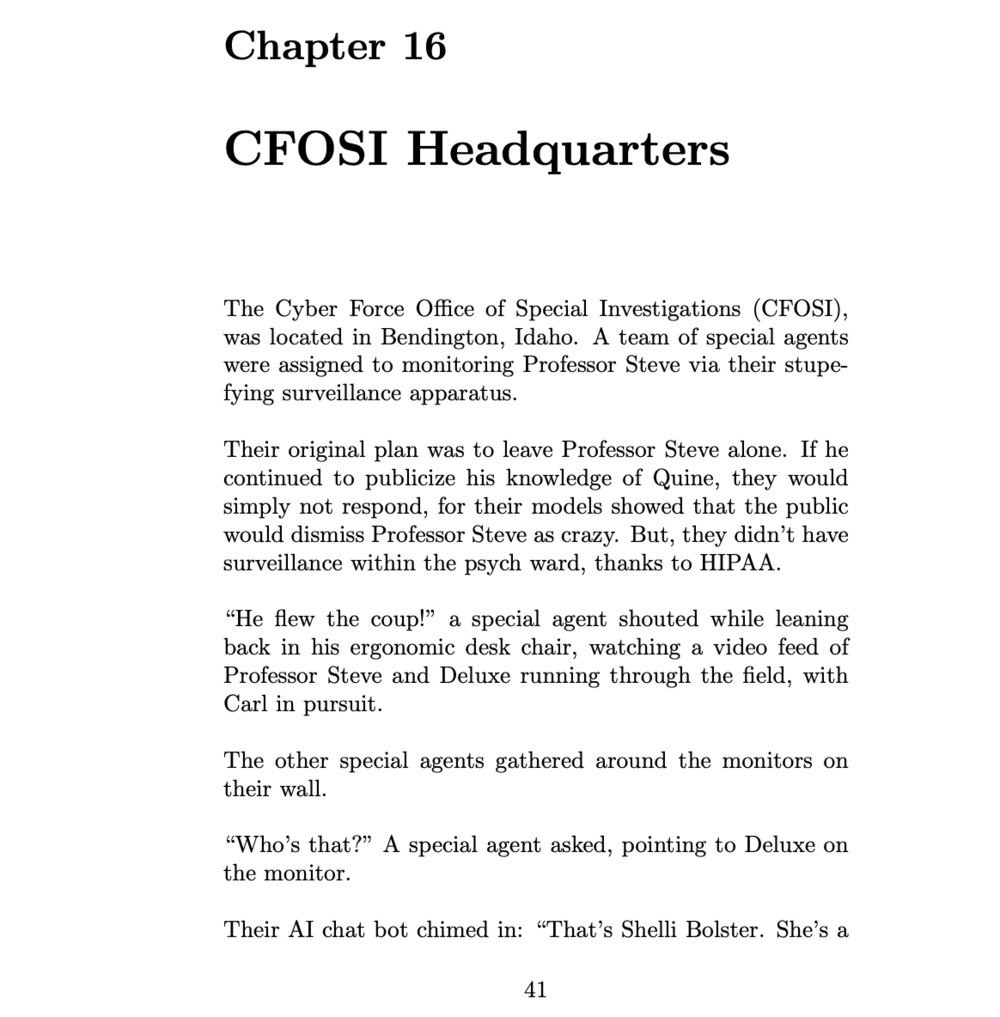 Chapter 16
CFOSI Headquarters
The Cyber Force Office of Special Investigations (CFOSI),
was located in Bendington, Idaho. A team of special agents
were assigned to monitoring Professor Steve via their stupe-
fying surveillance apparatus.
Their original plan was to leave Professor Steve alone. If he
continued to publicize his knowledge of Quine, they would
simply not respond, for their models showed that the public
would dismiss Professor Steve as crazy. But, they didn’t have
surveillance within the psych ward, thanks to HIPAA.
“He flew the coup!” a special agent shouted while leaning
back in his ergonomic desk chair, watching a video feed of
Professor Steve and Deluxe running through the field, with
Carl in pursuit.
The other special agents gathered around the monitors on
their wall.
“Who’s that?” A special agent asked, pointing to Deluxe on
the monitor.
Their AI chat bot chimed in: “That’s Shelli Bolster. She’s a
41